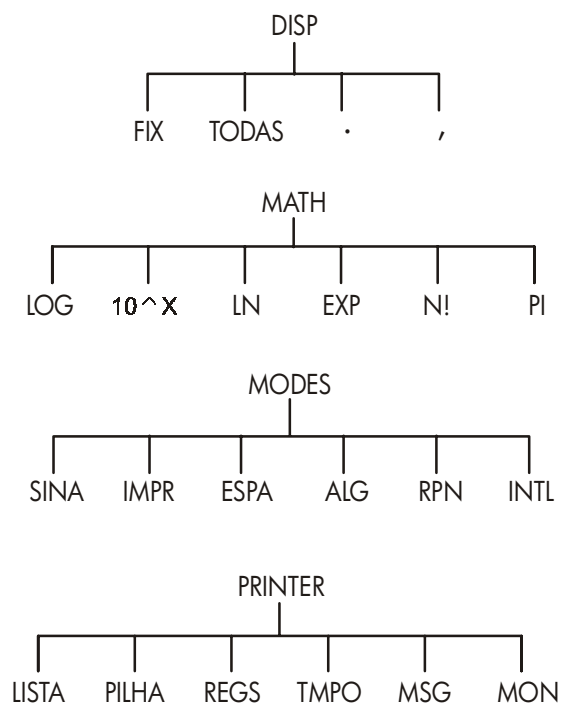 DISP
FIX TODAS . ,
MATH
LOG 10^X LN EXP N! PI
MODES
SINA IMPR ESPA ALG RPN INTL
PRINTER
LISTA PILHA REGS TMPO MSG MON